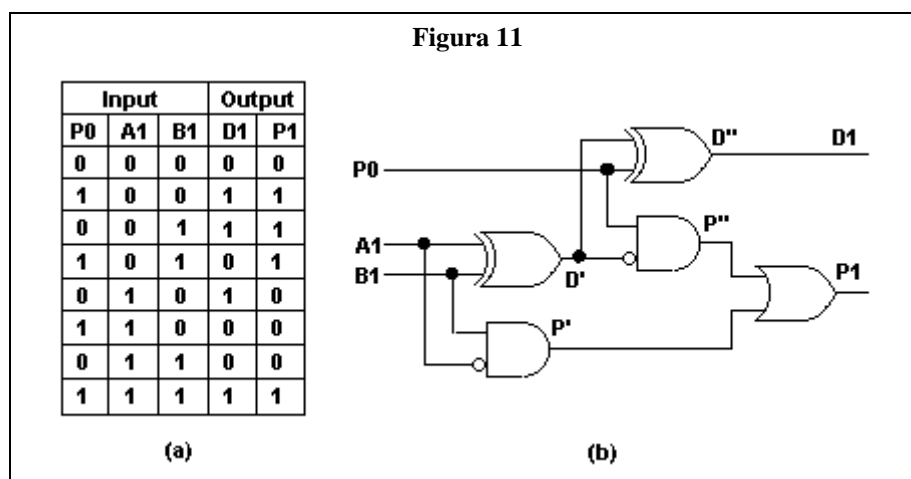 Figura 11
Input Output
P0 A1 B1 D1 P1
0 0 0 0 0
1 0 0 1 1
0 0 1 1 1
1 0 1 0 1
0 1 0 1 0
1 1 0 0 0
0 1 1 0 0
1 1 1 1 1
(a)
D" D1
P0
P"
A1
B1
D'
P1
P'
(b)